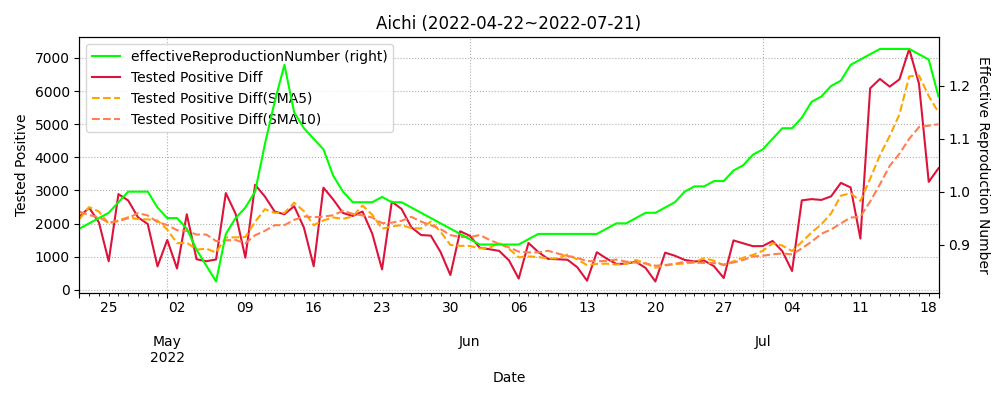 Aichi (2022-04-22~2022-07-21)
effectiveReproductionNumber (right)
Tested Positive Diff
Tested Positive Diff(SMA5)
Tested Positive Diff(SMA10)
Tested Positive
7000
6000
5000
4000
3000
2000
1000
0
Effective Reproduction Number
1.2
1.1
1.0
0.9
25 02 09 16 23 30 06 13 20 27 04 11 18
May Jun Jul
2022
Date